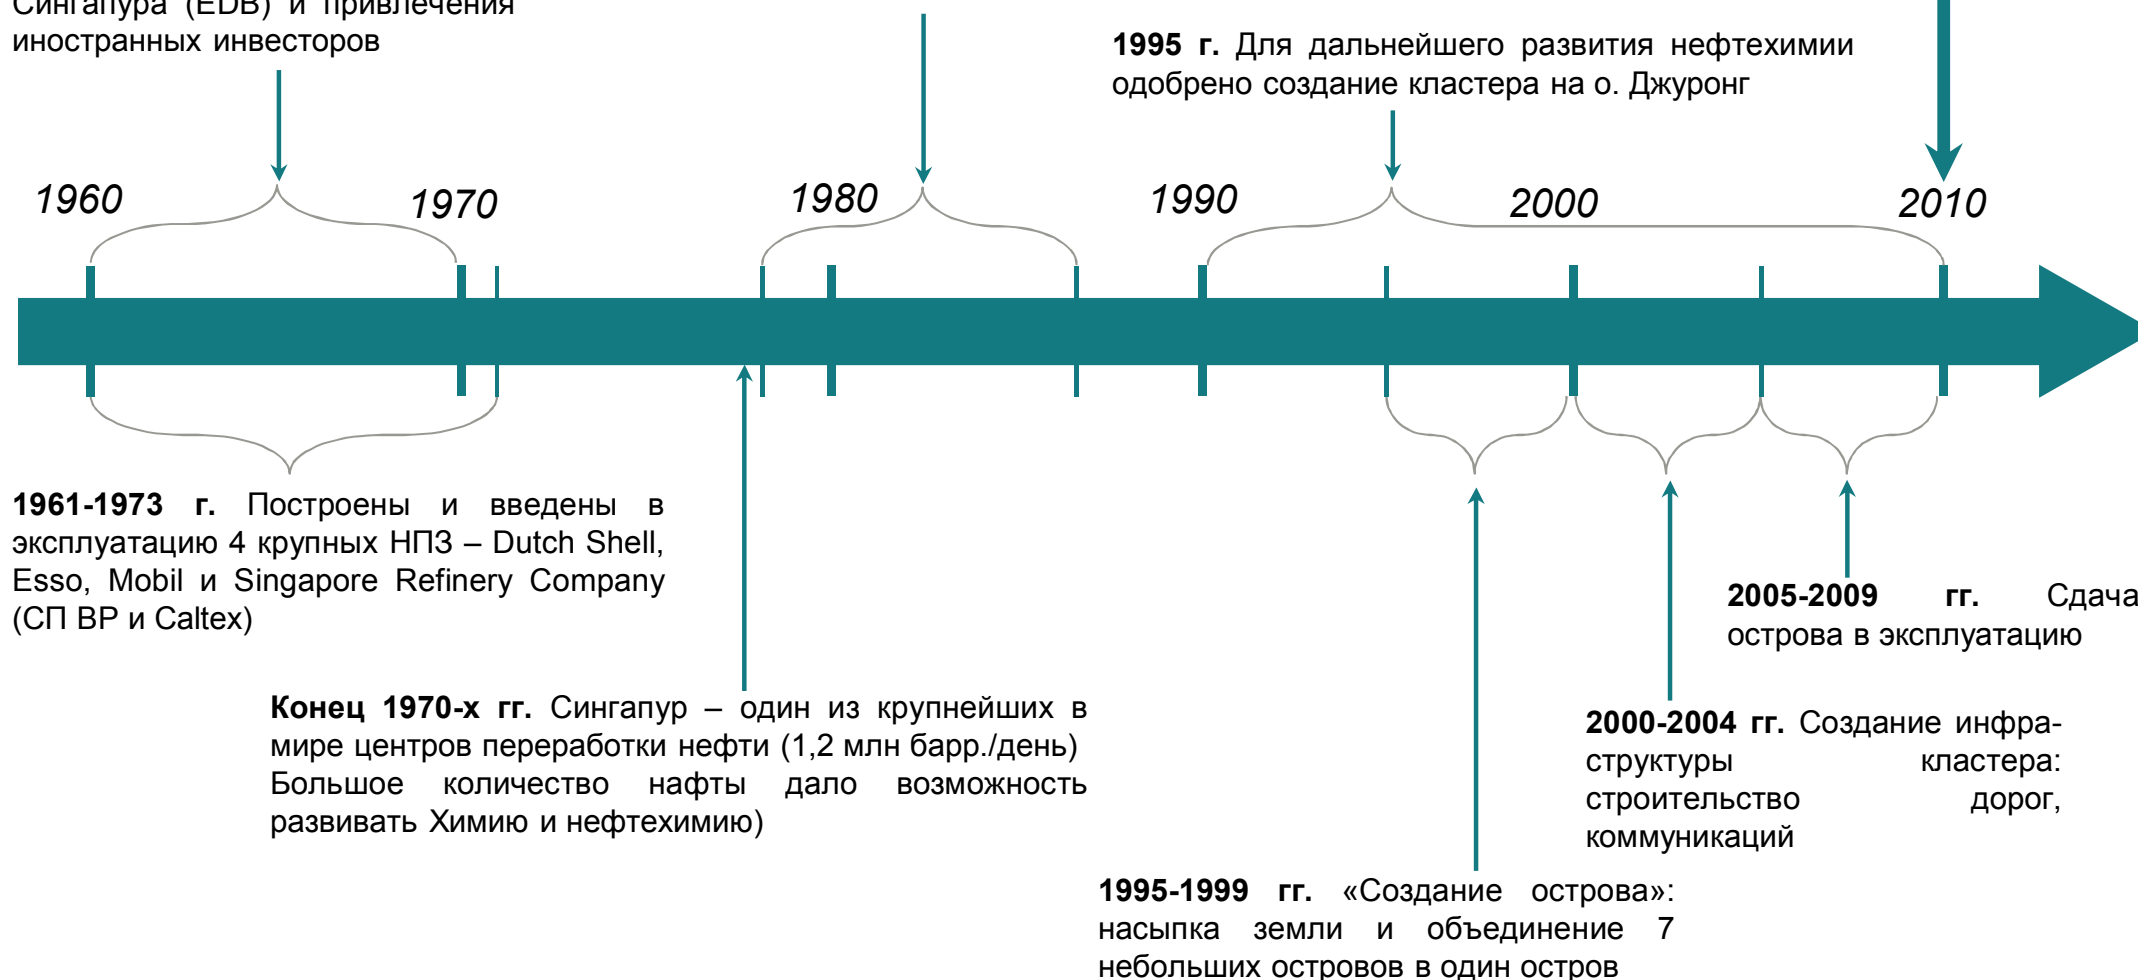 Сингапура (EDB) и привлечения
иностранных инвесторов
1995 г. Для дальнейшего развития нефтехимии
одобрено создание кластера на о. Джуронг
1960
1970
1980
1990
2000
2010
1961-1973 г. Построены и введены в
эксплуатацию 4 крупных НПЗ – Dutch Shell,
Esso, Mobil и Singapore Refinery Company
(СП BP и Caltex)
2005-2009 гг. Сдача
острова в эксплуатацию
Конец 1970-х гг. Сингапур – один из крупнейших в
мире центров переработки нефти (1,2 млн барр./день)
Большое количество нафты дало возможность
развивать Химию и нефтехимию)
2000-2004 гг. Создание инфра-
структуры кластера:
строительство дорог,
коммуникаций
1995-1999 гг. «Создание острова»:
насыпка земли и объединение 7
небольших островов в один остров